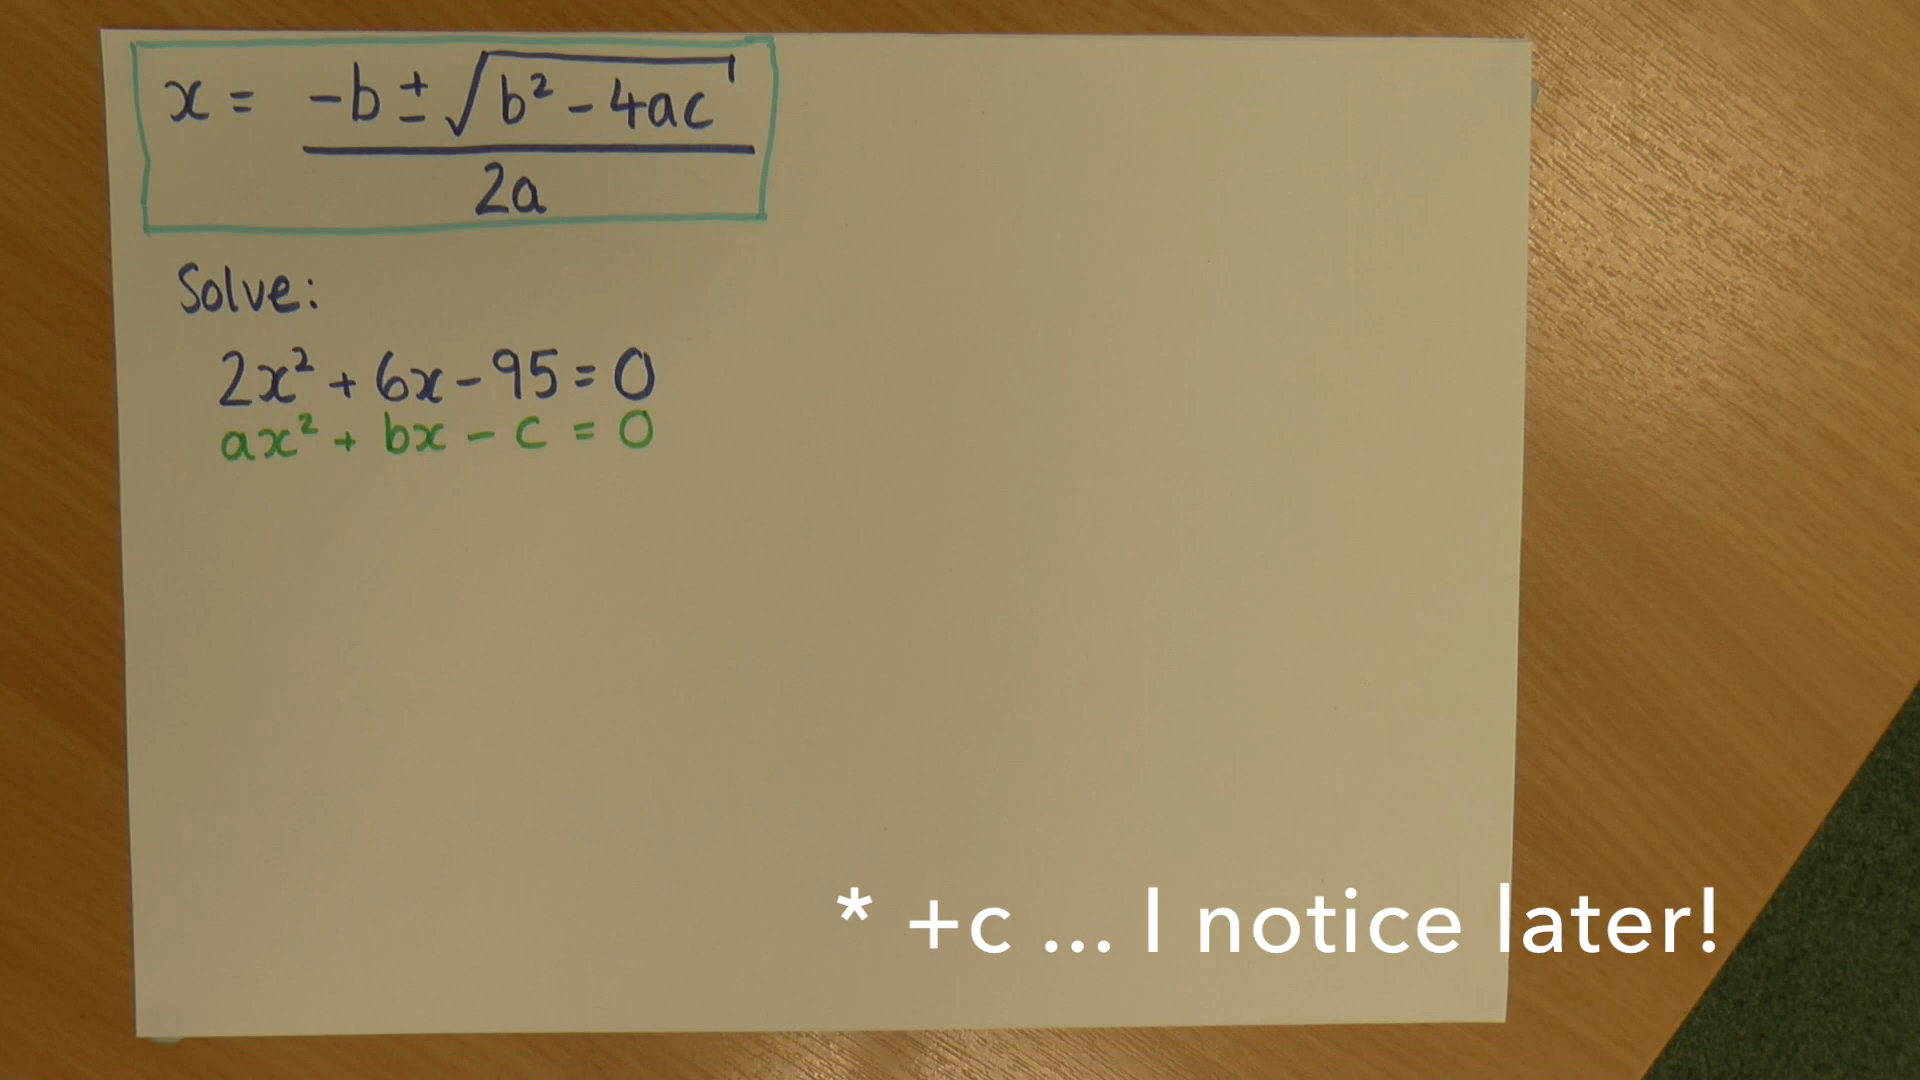 x = -b ± √(b² - 4ac)
2a
Solve:
2x² + 6x - 95 = 0
ax² + bx - c = 0
* +c ... I notice later!